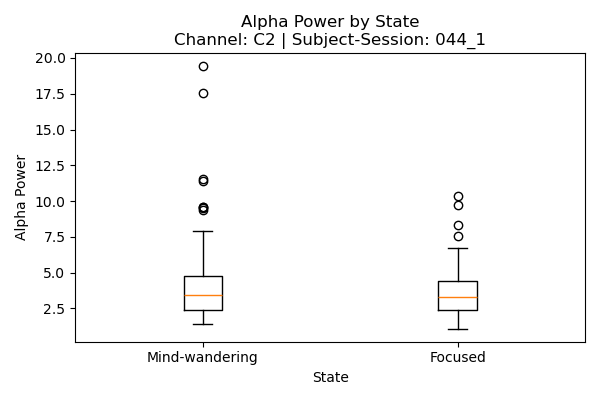 Alpha Power by State
Channel: C2 | Subject-Session: 044_1
20.0
17.5
15.0
12.5
10.0
7.5
5.0
2.5
Alpha Power
Mind-wandering
Focused
State